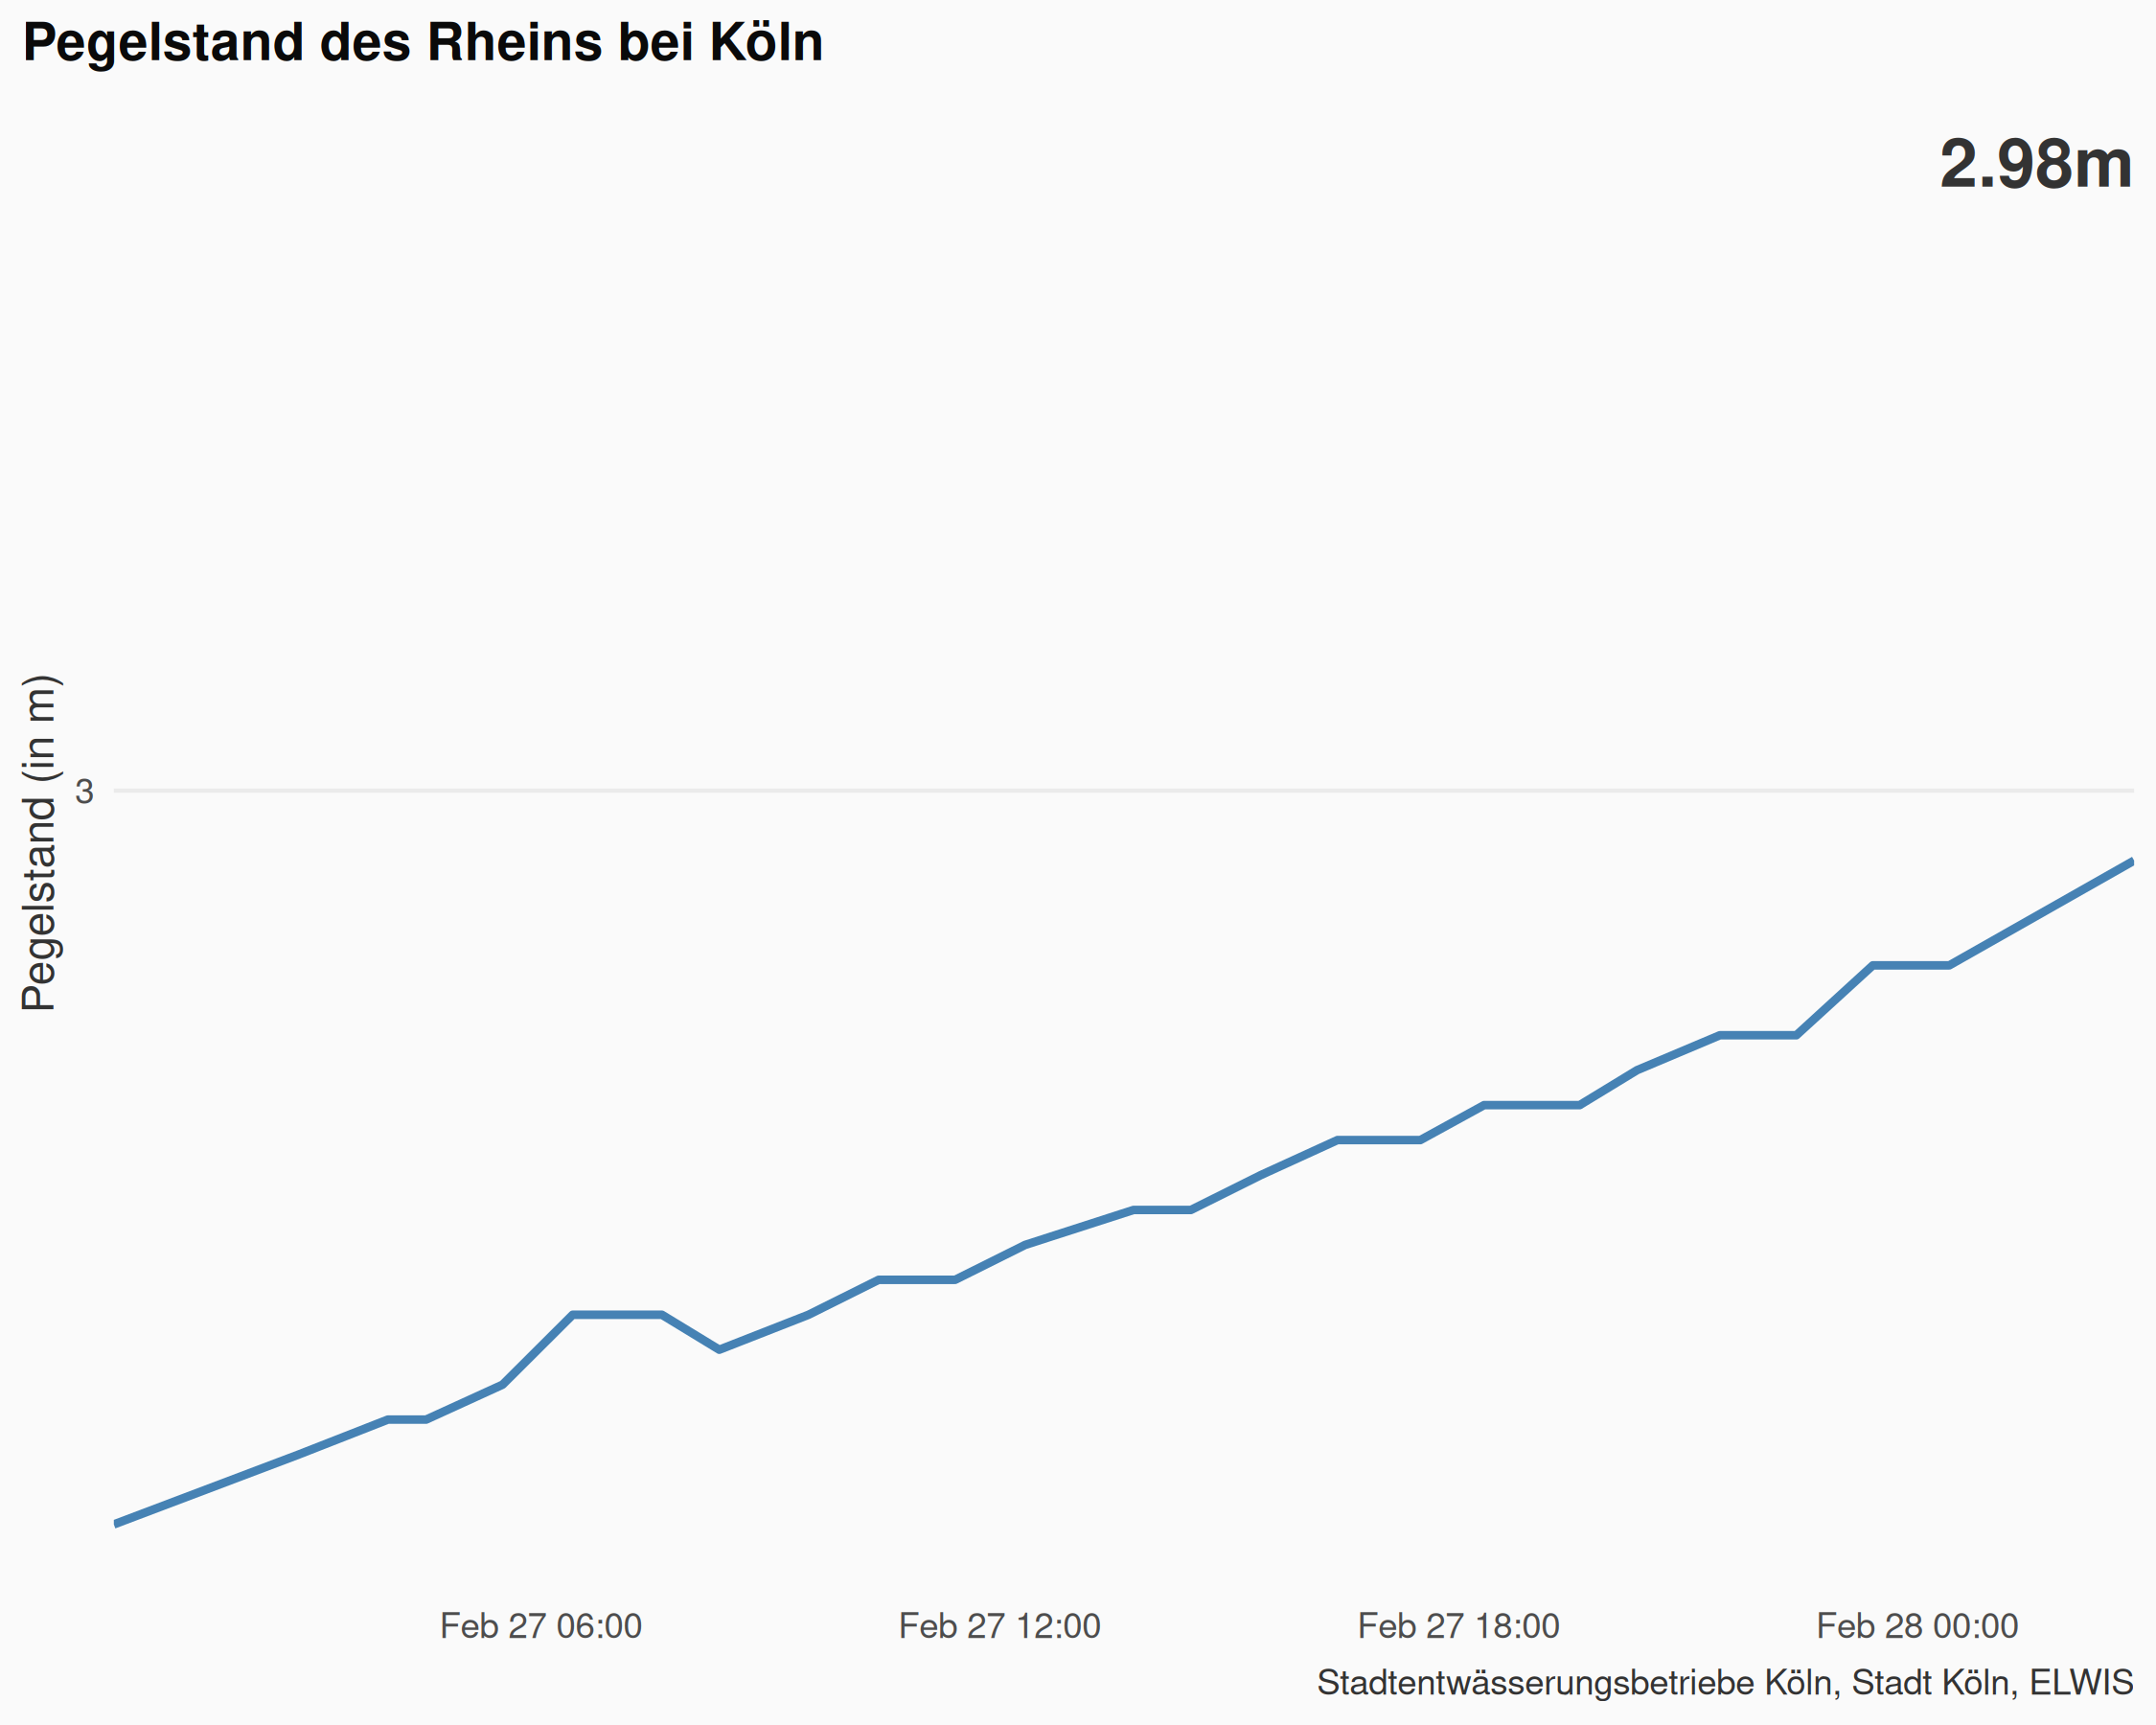 Pegelstand des Rheins bei Köln
2.98m
Pegelstand (in m)
3
Feb 27 06:00
Feb 27 12:00
Feb 27 18:00
Feb 28 00:00
Stadtentwässerungsbetriebe Köln, Stadt Köln, ELWIS